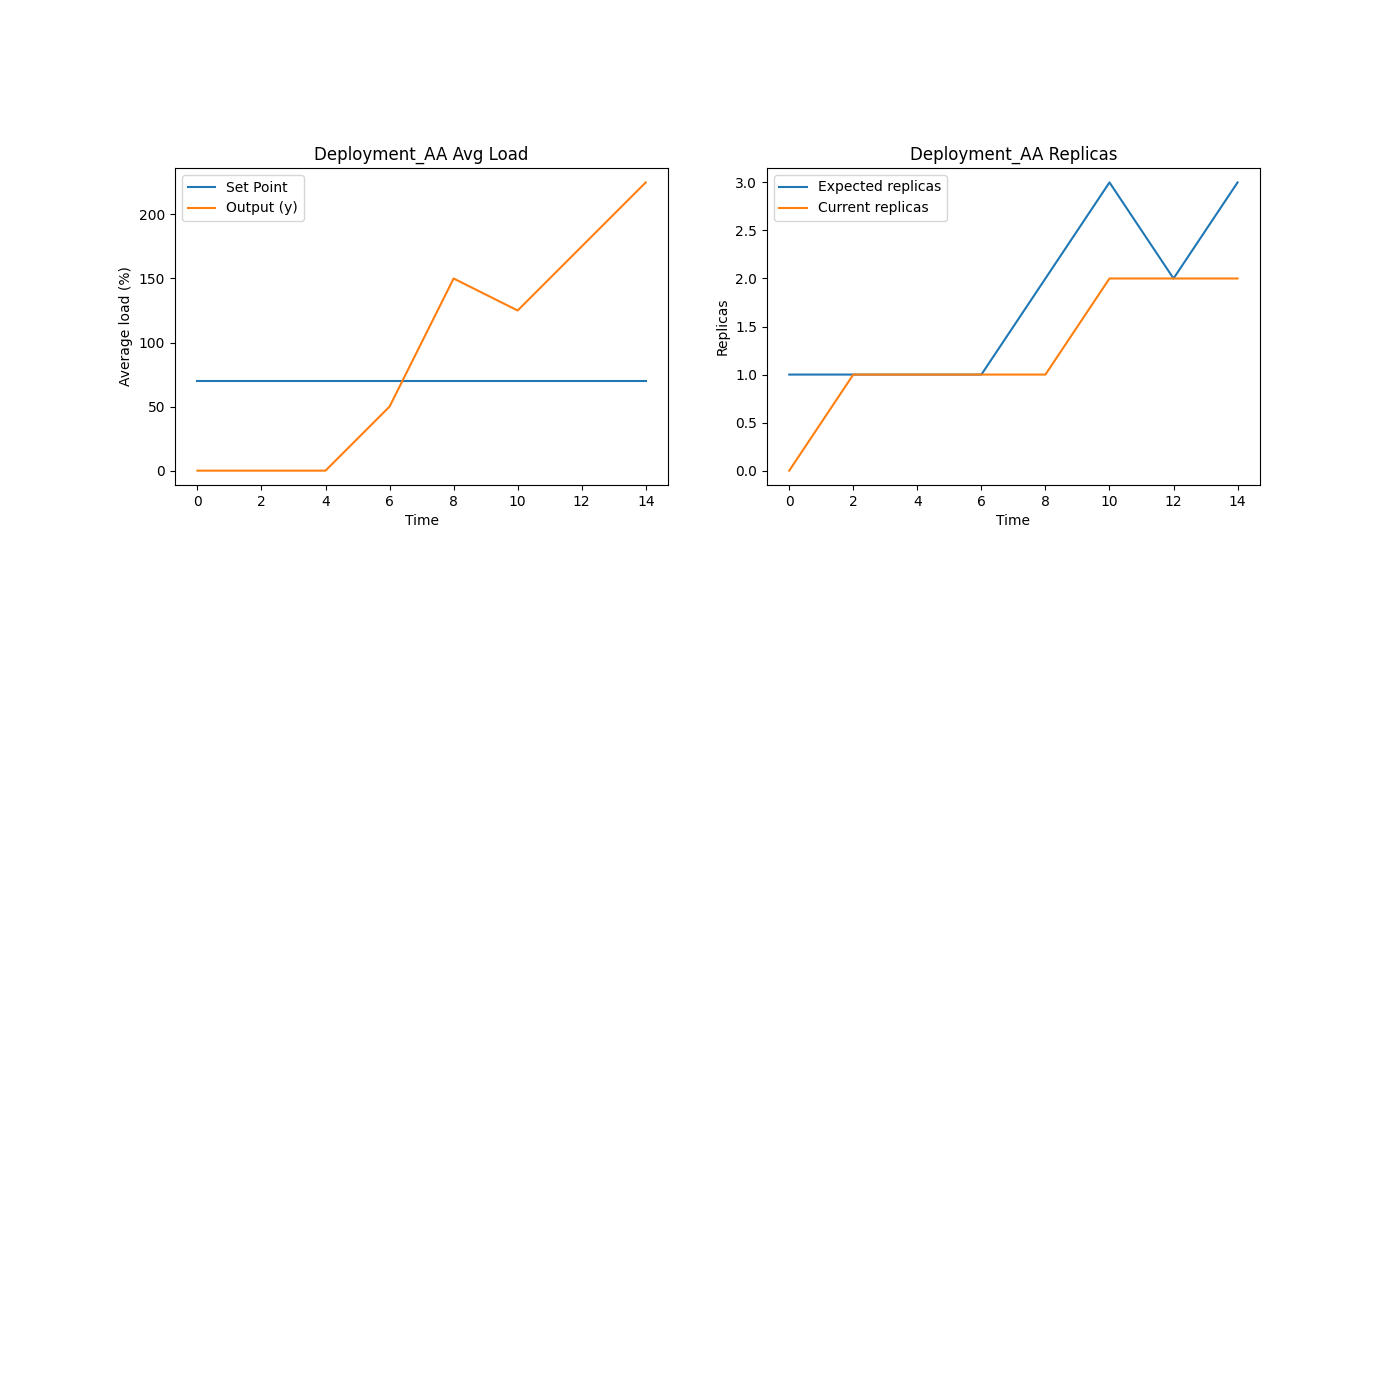 Deployment_AA Avg Load
Set Point
Output (y)
Average load (%)
200
150
100
50
0
0 2 4 6 8 10 12 14
Time
Deployment_AA Replicas
Expected replicas
Current replicas
Replicas
3.0
2.5
2.0
1.5
1.0
0.5
0.0
0 2 4 6 8 10 12 14
Time